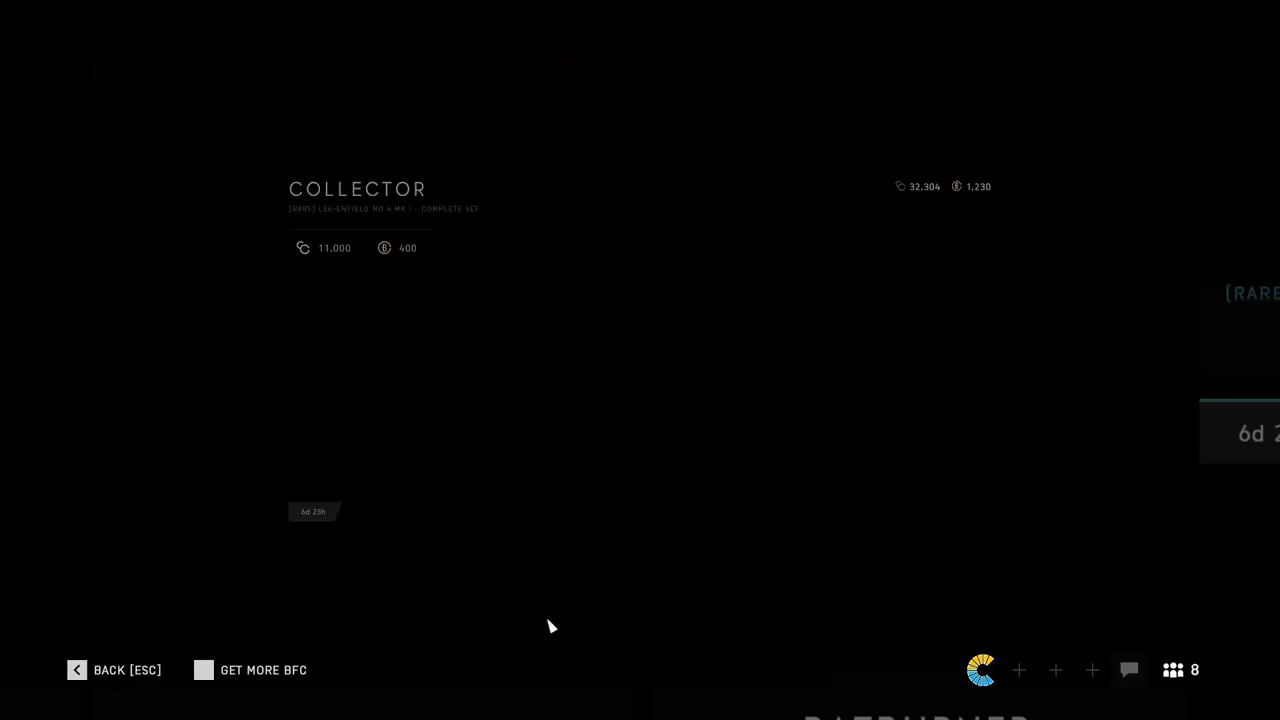 COLLECTOR
[RARE] LEE-ENFIELD NO 4 MK I - COMPLETE SET
11,000 400
32,304 1,230
[RARE
6d 2
6d 23h
BACK [ESC] GET MORE BFC
8